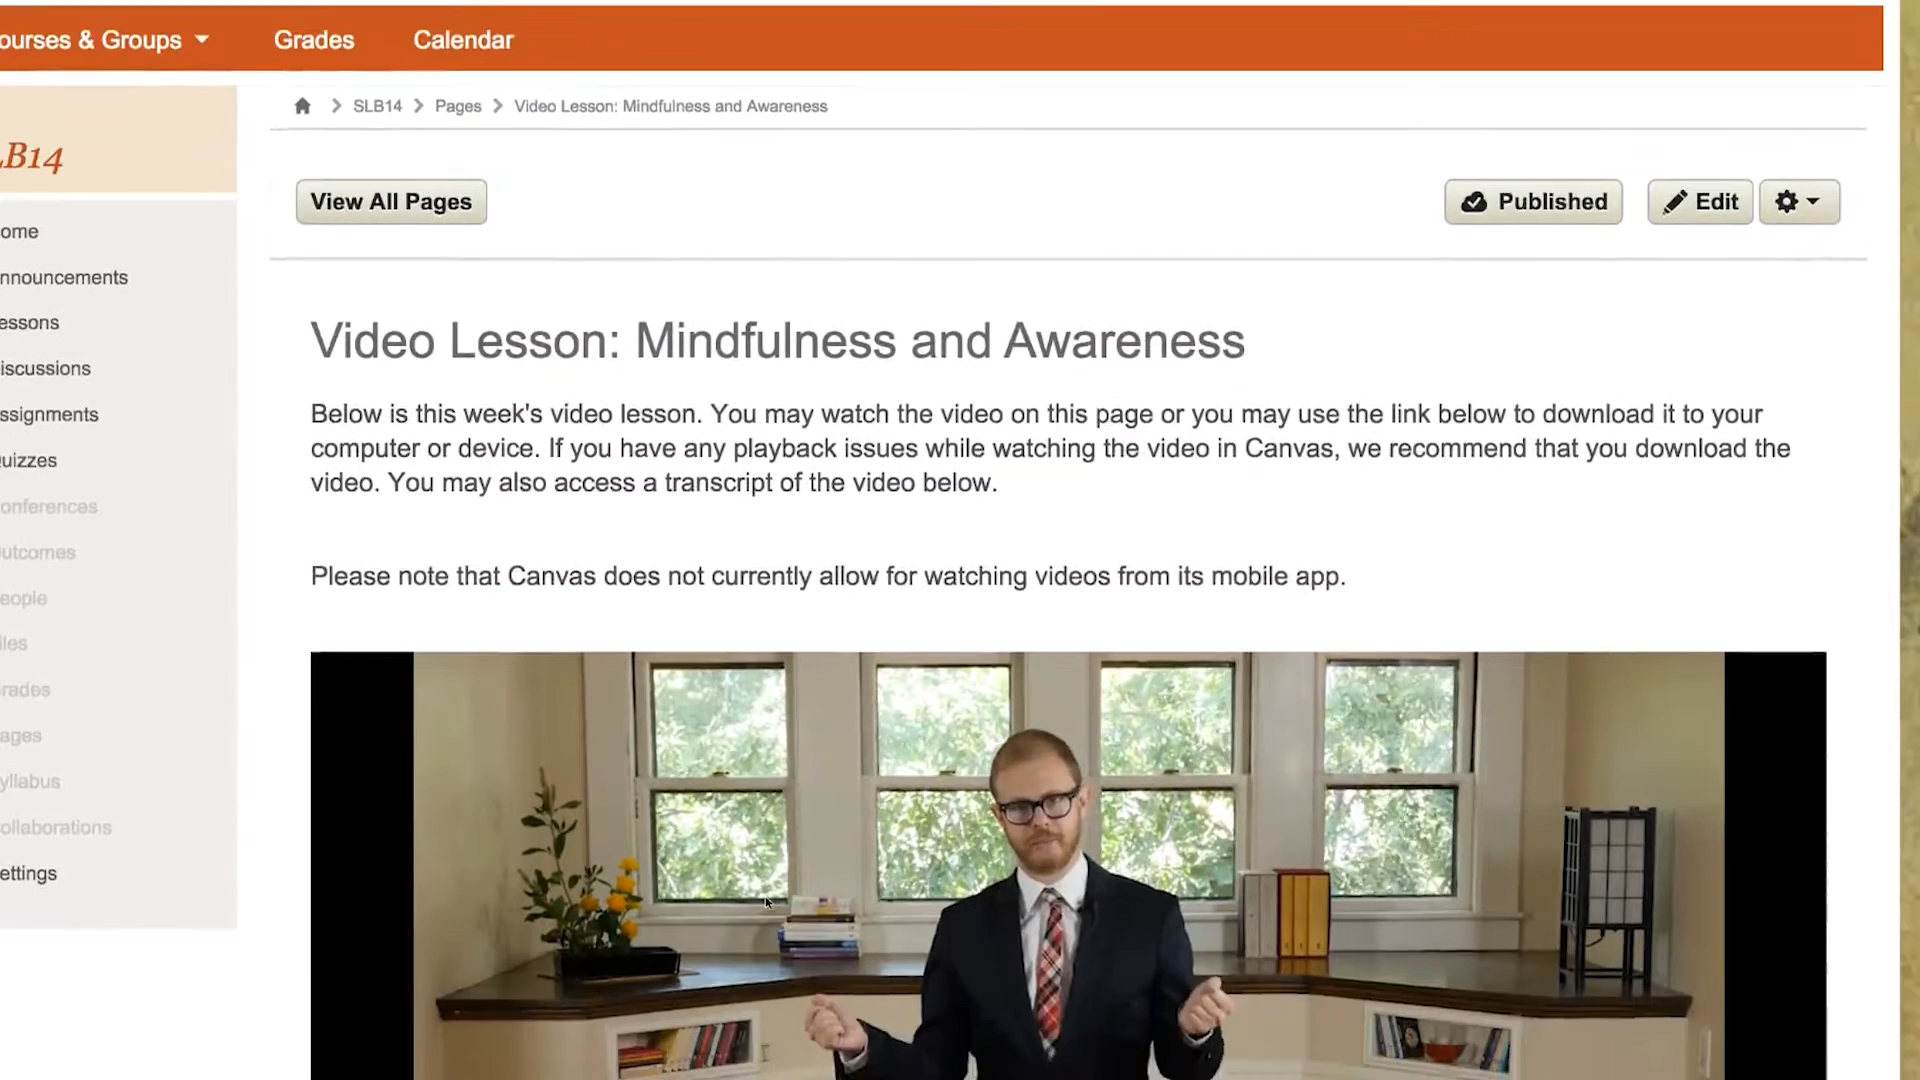 ourses & Groups
Grades
Calendar
SLB14
Pages
Video Lesson: Mindfulness and Awareness
LB14
View All Pages
Published
Edit
ome
nnouncements
essons
iscussions
ssignments
uizzes
onferences
utcomes
eople
iles
rades
ages
yllabus
ollaborations
ettings
Video Lesson: Mindfulness and Awareness
Below is this week's video lesson. You may watch the video on this page or you may use the link below to download it to your
computer or device. If you have any playback issues while watching the video in Canvas, we recommend that you download the
video. You may also access a transcript of the video below.
Please note that Canvas does not currently allow for watching videos from its mobile app.